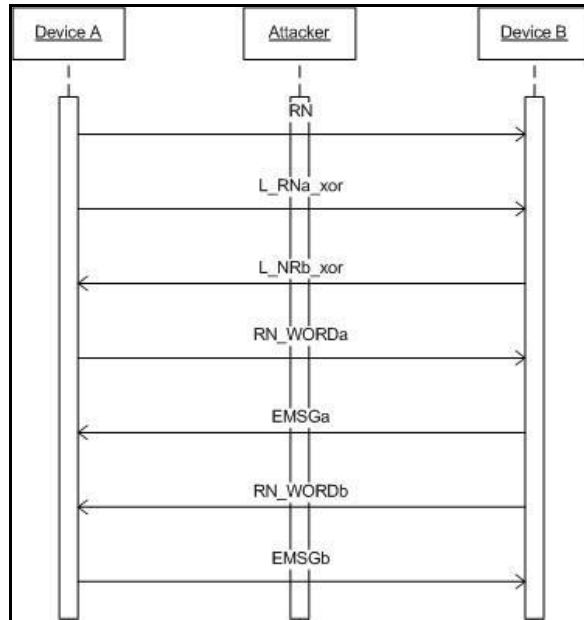 Device A
Attacker
Device B
RN
L_RNa_xor
L_NRb_xor
RN_WORDa
EMSGa
RN_WORDb
EMSGb